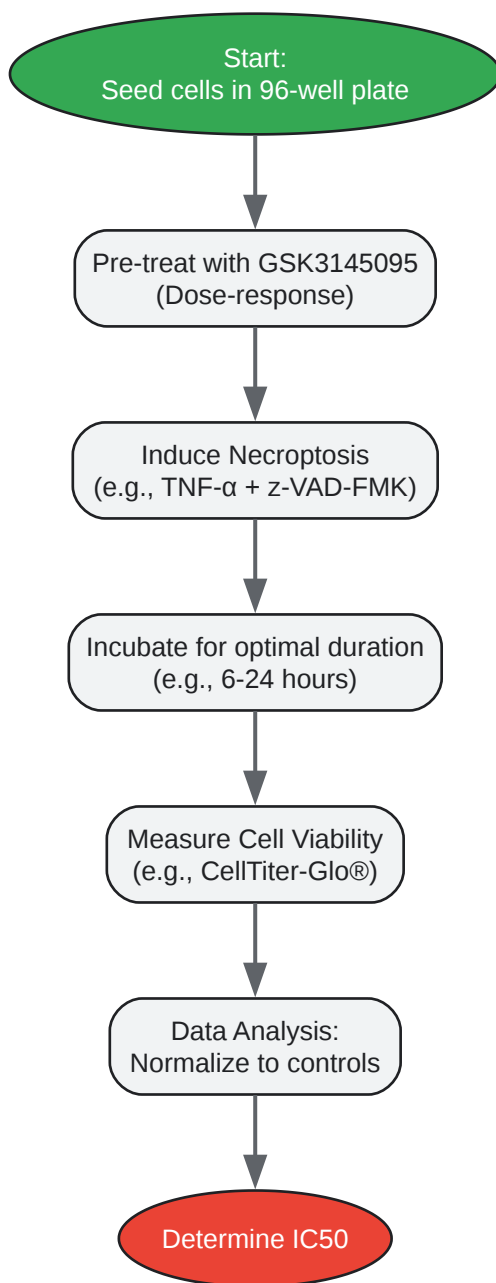 Start:
Seed cells in 96-well plate
Pre-treat with GSK3145095
(Dose-response)
Induce Necroptosis
(e.g., TNF-α + z-VAD-FMK)
Incubate for optimal duration
(e.g., 6-24 hours)
Measure Cell Viability
(e.g., CellTiter-Glo®)
Data Analysis:
Normalize to controls
Determine IC50